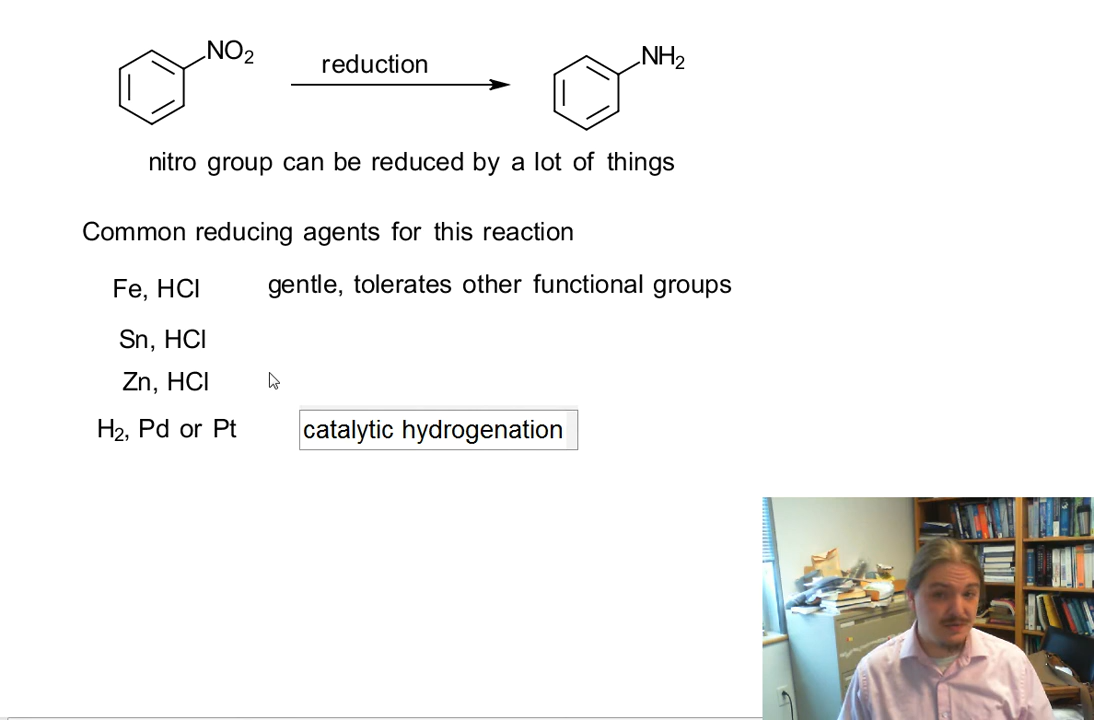 NO₂
reduction
NH₂
nitro group can be reduced by a lot of things
Common reducing agents for this reaction
Fe, HCl
gentle, tolerates other functional groups
Sn, HCl
Zn, HCl
H₂, Pd or Pt
catalytic hydrogenation